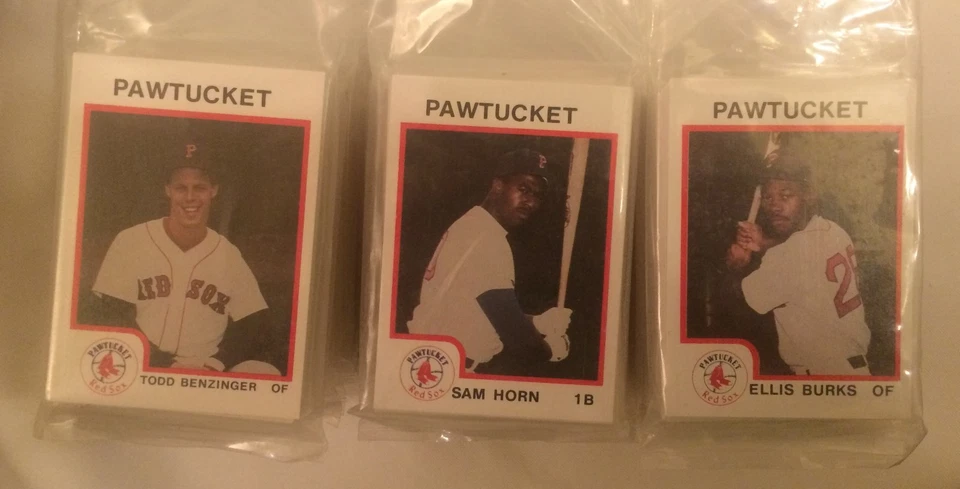 PAWTUCKET
P
RED SOX
PAWTUCKET
Red Sox
TODD BENZINGER OF
PAWTUCKET
P
PAWTUCKET
Red Sox
SAM HORN 1B
PAWTUCKET
PAWTUCKET
Red Sox
ELLIS BURKS OF